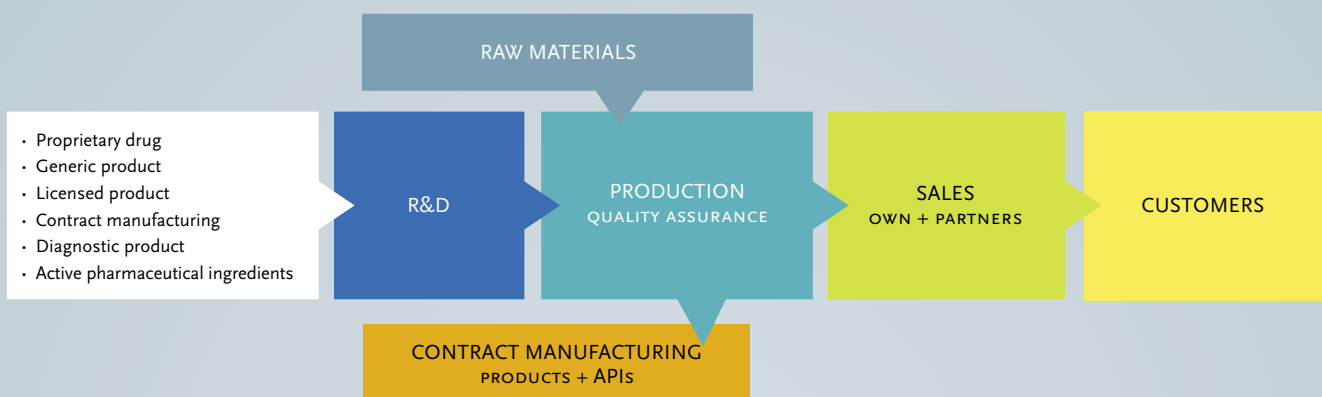 RAW MATERIALS
· Proprietary drug
· Generic product
· Licensed product
· Contract manufacturing
· Diagnostic product
· Active pharmaceutical ingredients
R&D
PRODUCTION
QUALITY ASSURANCE
SALES
OWN + PARTNERS
CUSTOMERS
CONTRACT MANUFACTURING
PRODUCTS + APIs